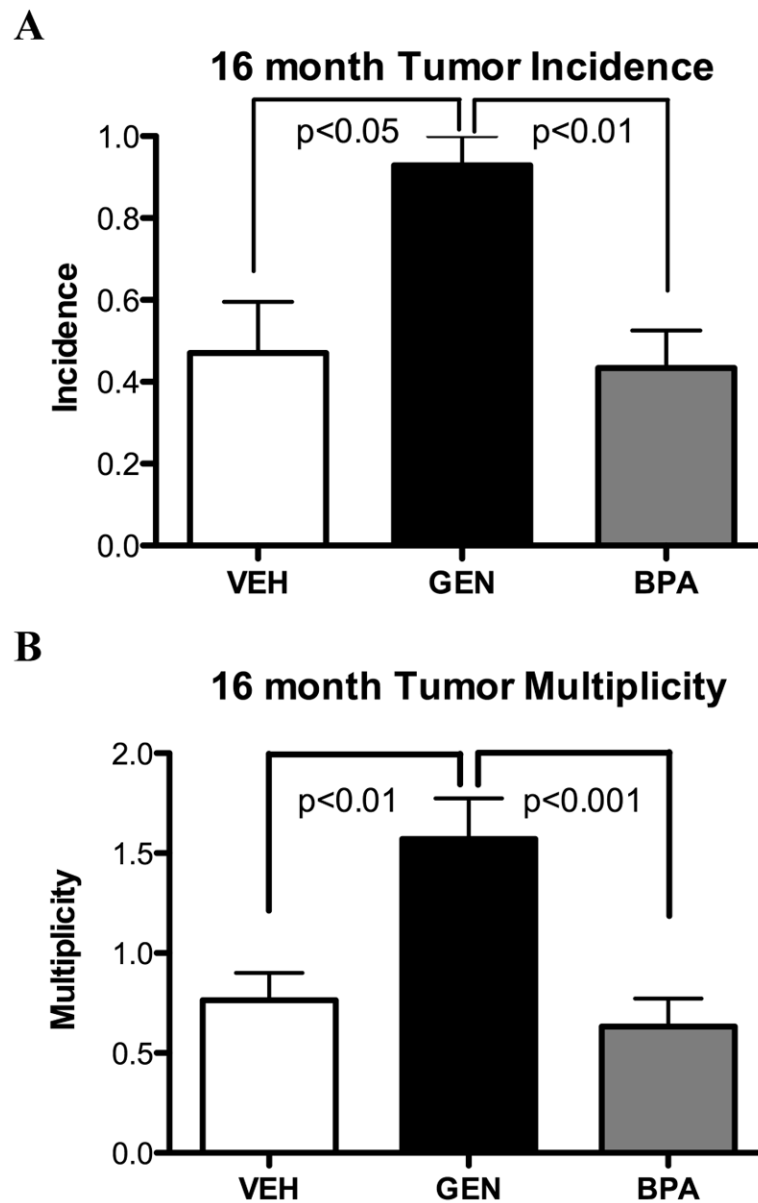 A
16 month Tumor Incidence
p<0.05 p<0.01
1.0
0.8
0.6
0.4
0.2
0.0
Incidence
VEH GEN BPA
B
16 month Tumor Multiplicity
2.0
p<0.01 p<0.001
1.5
1.0
0.5
0.0
Multiplicity
VEH GEN BPA